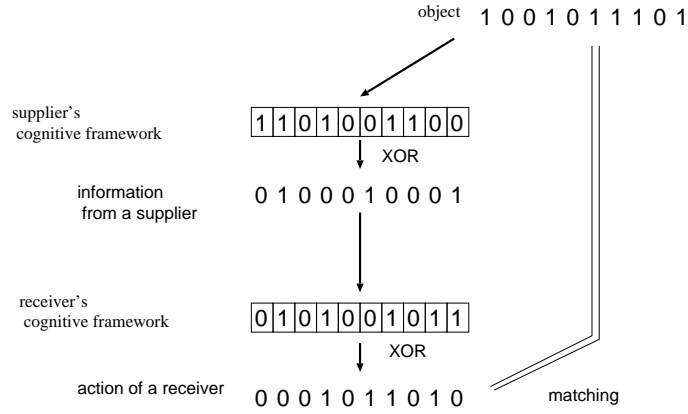 object 1 0 0 1 0 1 1 1 0 1
supplier's
cognitive framework
1 1 0 1 0 0 1 1 0 0
XOR
information
from a supplier
0 1 0 0 0 1 0 0 0 1
receiver's
cognitive framework
0 1 0 1 0 0 1 0 1 1
XOR
action of a receiver
0 0 0 1 0 1 1 0 1 0
matching